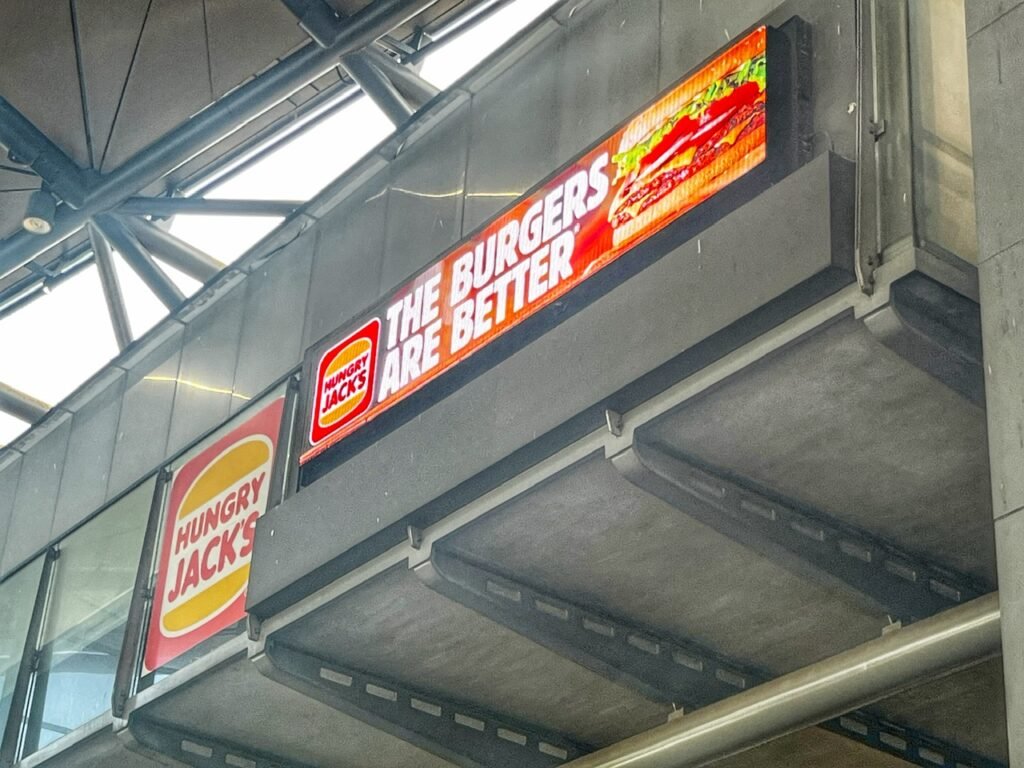 HUNGRY
JACK'S
THE BURGERS
ARE BETTER
HUNGRY
JACK'S